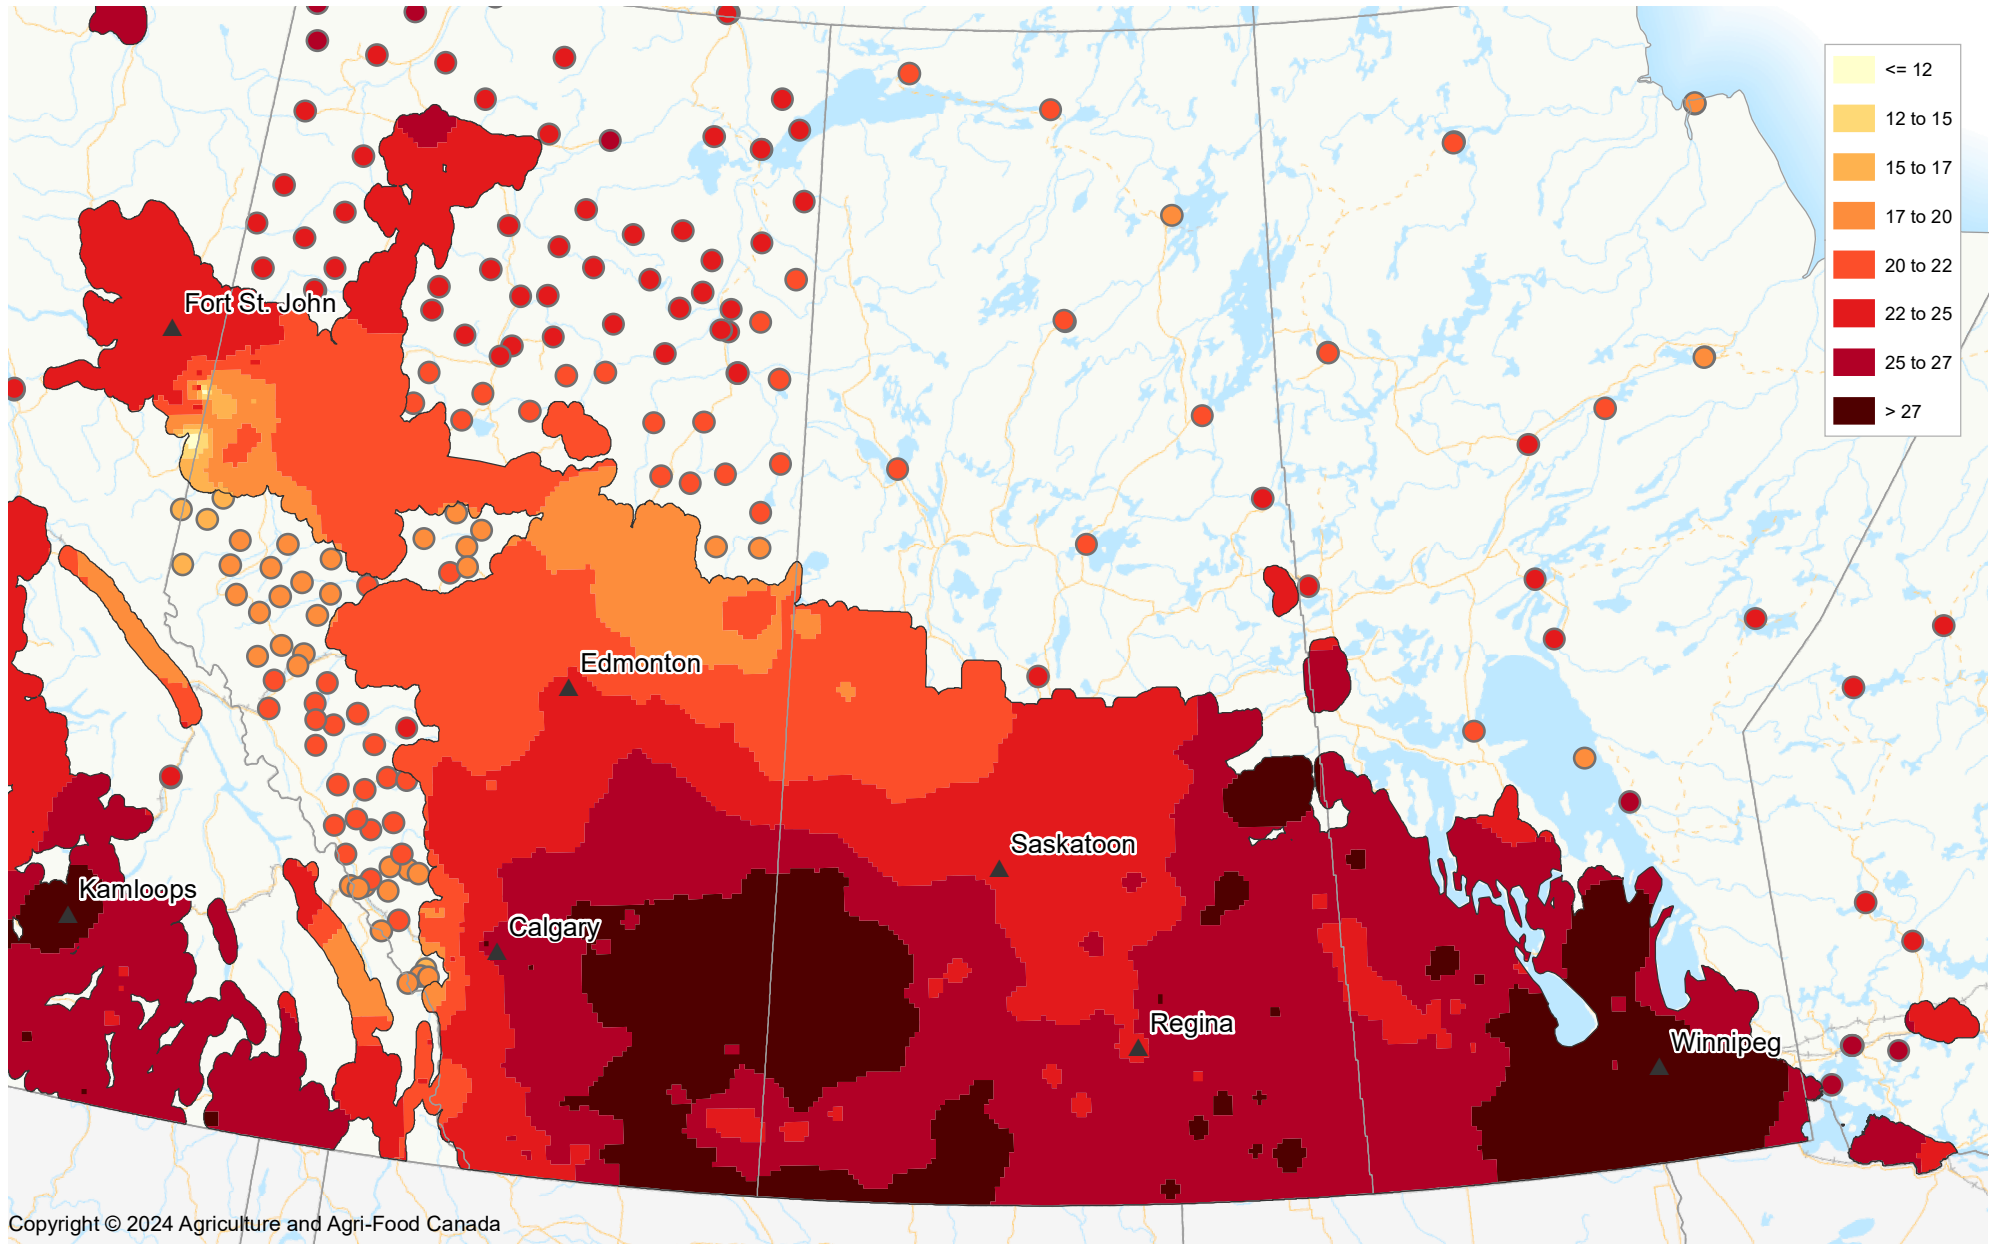 <= 12
12 to 15
15 to 17
17 to 20
20 to 22
22 to 25
25 to 27
> 27
Fort St. John
Edmonton
Saskatoon
Kamloops
Calgary
Regina
Winnipeg
Copyright © 2024 Agriculture and Agri-Food Canada